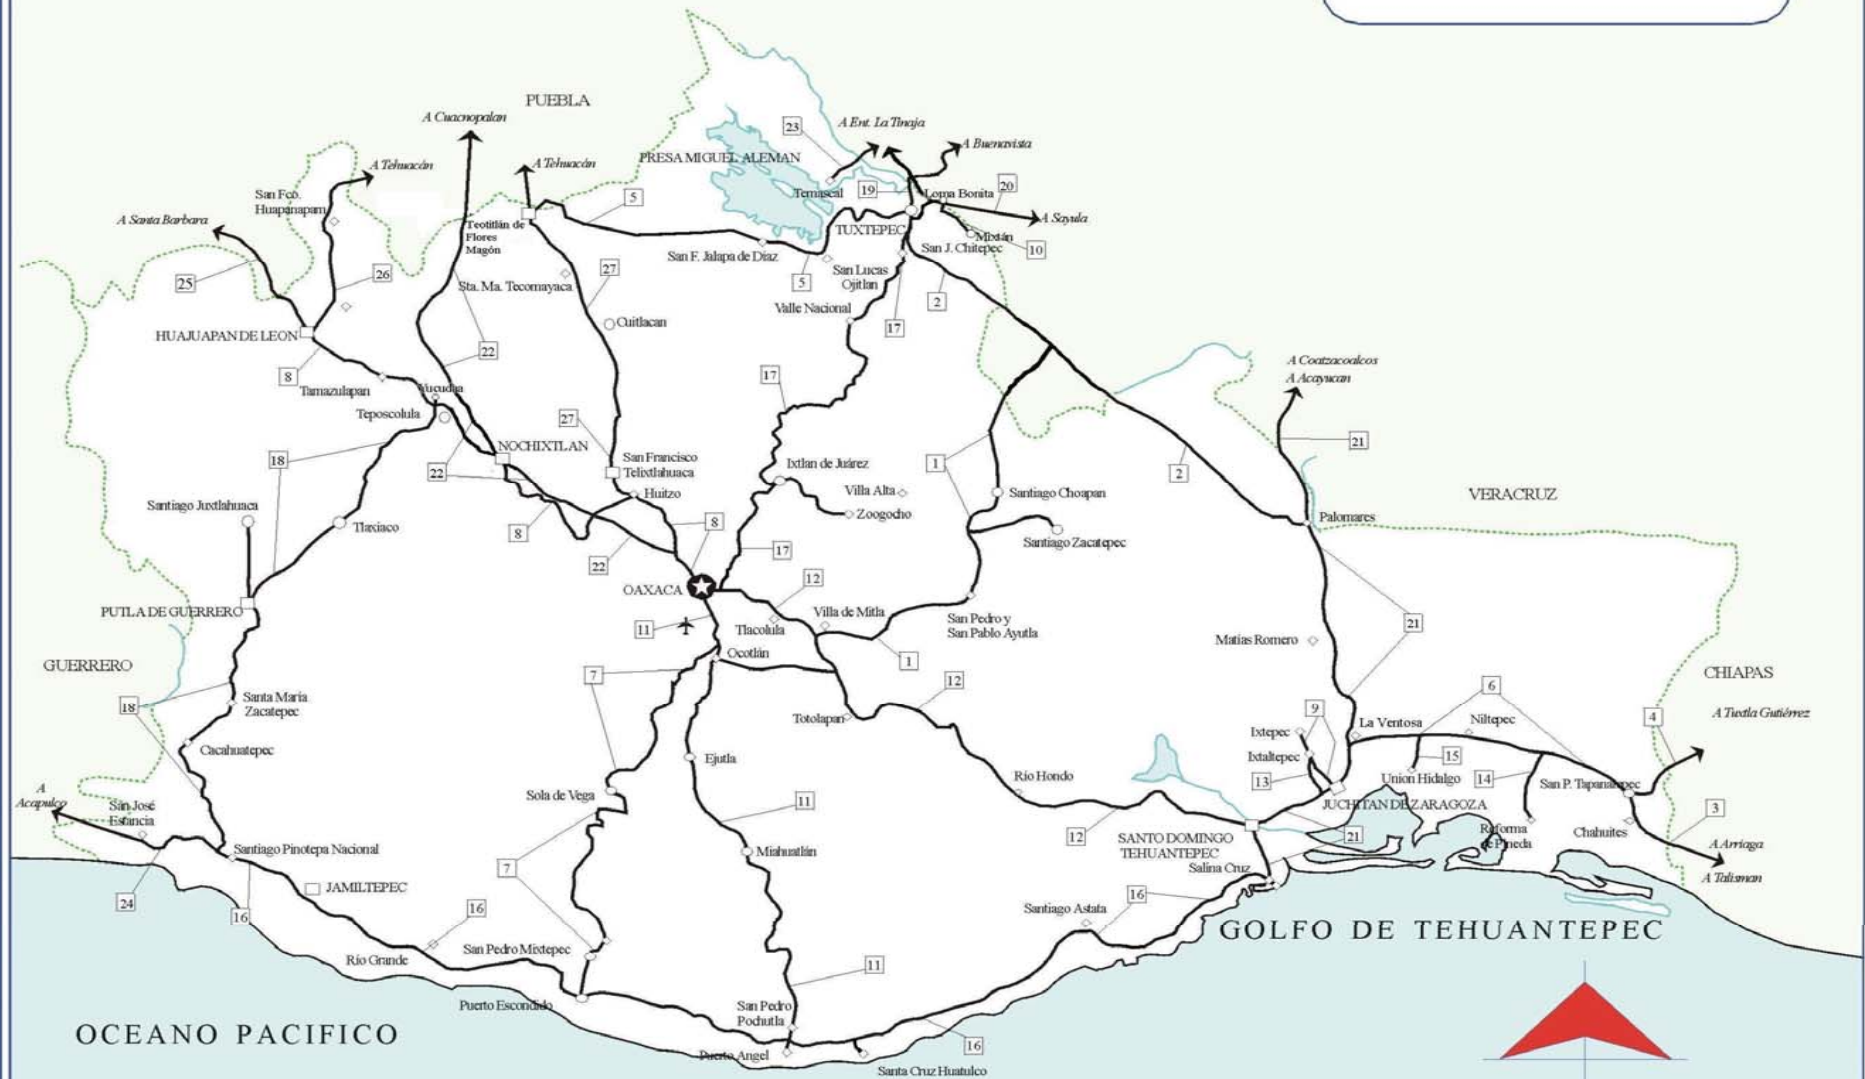 PUEBLA
A Cuacnopalan
23
A Ent. La Tinaja
A Buenavista
A Tehuacán
A Tehuacán
PRESA MIGUEL ALEMAN
San Fco.
Huapanapam
5
Temascal
19
Loma Bonita
20
A Santa Barbara
A Sayula
Teotitlán de
Flores
Magón
TUXTEPEC
Mixtán
San J. Chitepec
10
San F. Jalapa de Diaz
25
26
27
5
San Lucas
Ojitlan
Sta. Ma. Tecomayaca
2
Valle Nacional
17
Cuitlacan
HUAJUAPAN DE LEON
22
A Coatzacoalcos
A Acayucan
8
Tamazulapan
17
Yucudaa
Teposcolula
27
21
NOCHIXTLAN
18
22
San Francisco
Telixtlahuaca
Ixtlan de Juárez
1
2
Huitzo
Villa Alta
Santiago Choapan
VERACRUZ
Santiago Juxtlahuaca
Zoogocho
Palomares
Tlaxiaco
8
8
Santiago Zacatepec
17
22
12
OAXACA
PUTLA DE GUERRERO
Villa de Mitla
San Pedro y
San Pablo Ayutla
11
Tlacolula
21
Matías Romero
Ocotlán
1
GUERRERO
7
12
6
CHIAPAS
Santa María
Zacatepec
18
Totolapan
9
4
A Tuxtla Gutiérrez
La Ventosa
Niltepec
Ixtepec
Cacahuatepec
Ejutla
Ixtaltepec
15
13
Río Hondo
Union Hidalgo
14
San P. Tapanatepec
A
Acapulco
San José
Estancia
Sola de Vega
11
JUCHITAN DE ZARAGOZA
3
12
SANTO DOMINGO
TEHUANTEPEC
21
Reforma
de Pineda
Chahuites
Santiago Pinotepa Nacional
Miahuatlán
A Arriaga
7
Salina Cruz
A Talisman
JAMILTEPEC
24
16
16
Santiago Astata
16
GOLFO DE TEHUANTEPEC
San Pedro Mixtepec
Río Grande
11
Puerto Escondido
San Pedro
Pochutla
OCEANO PACIFICO
16
Puerto Angel
Santa Cruz Huatulco